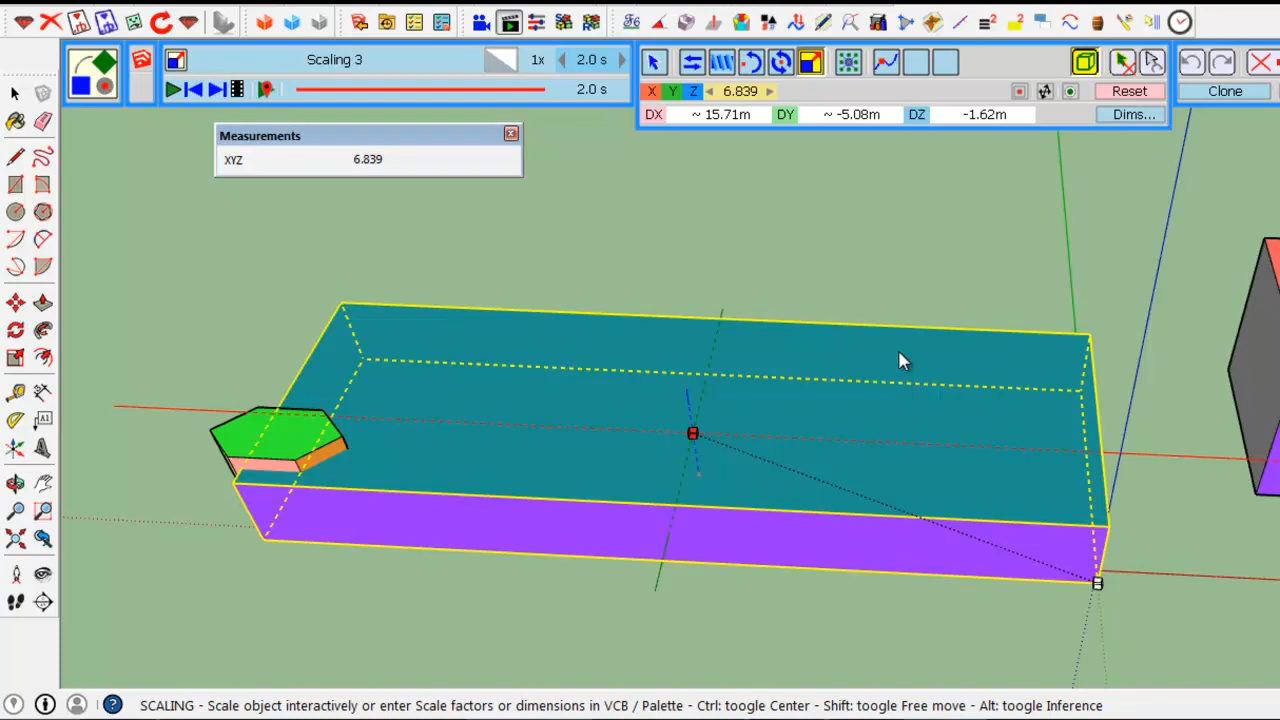 Scaling 3
1x
2.0 s
2.0 s
X Y Z 6.839
Reset
DX ~ 15.71m DY ~ -5.08m DZ -1.62m
Dims...
Clone
Measurements
XYZ 6.839
A1
SCALING - Scale object interactively or enter Scale factors or dimensions in VCB / Palette - Ctrl: toogle Center - Shift: toogle Free move - Alt: toogle Inference